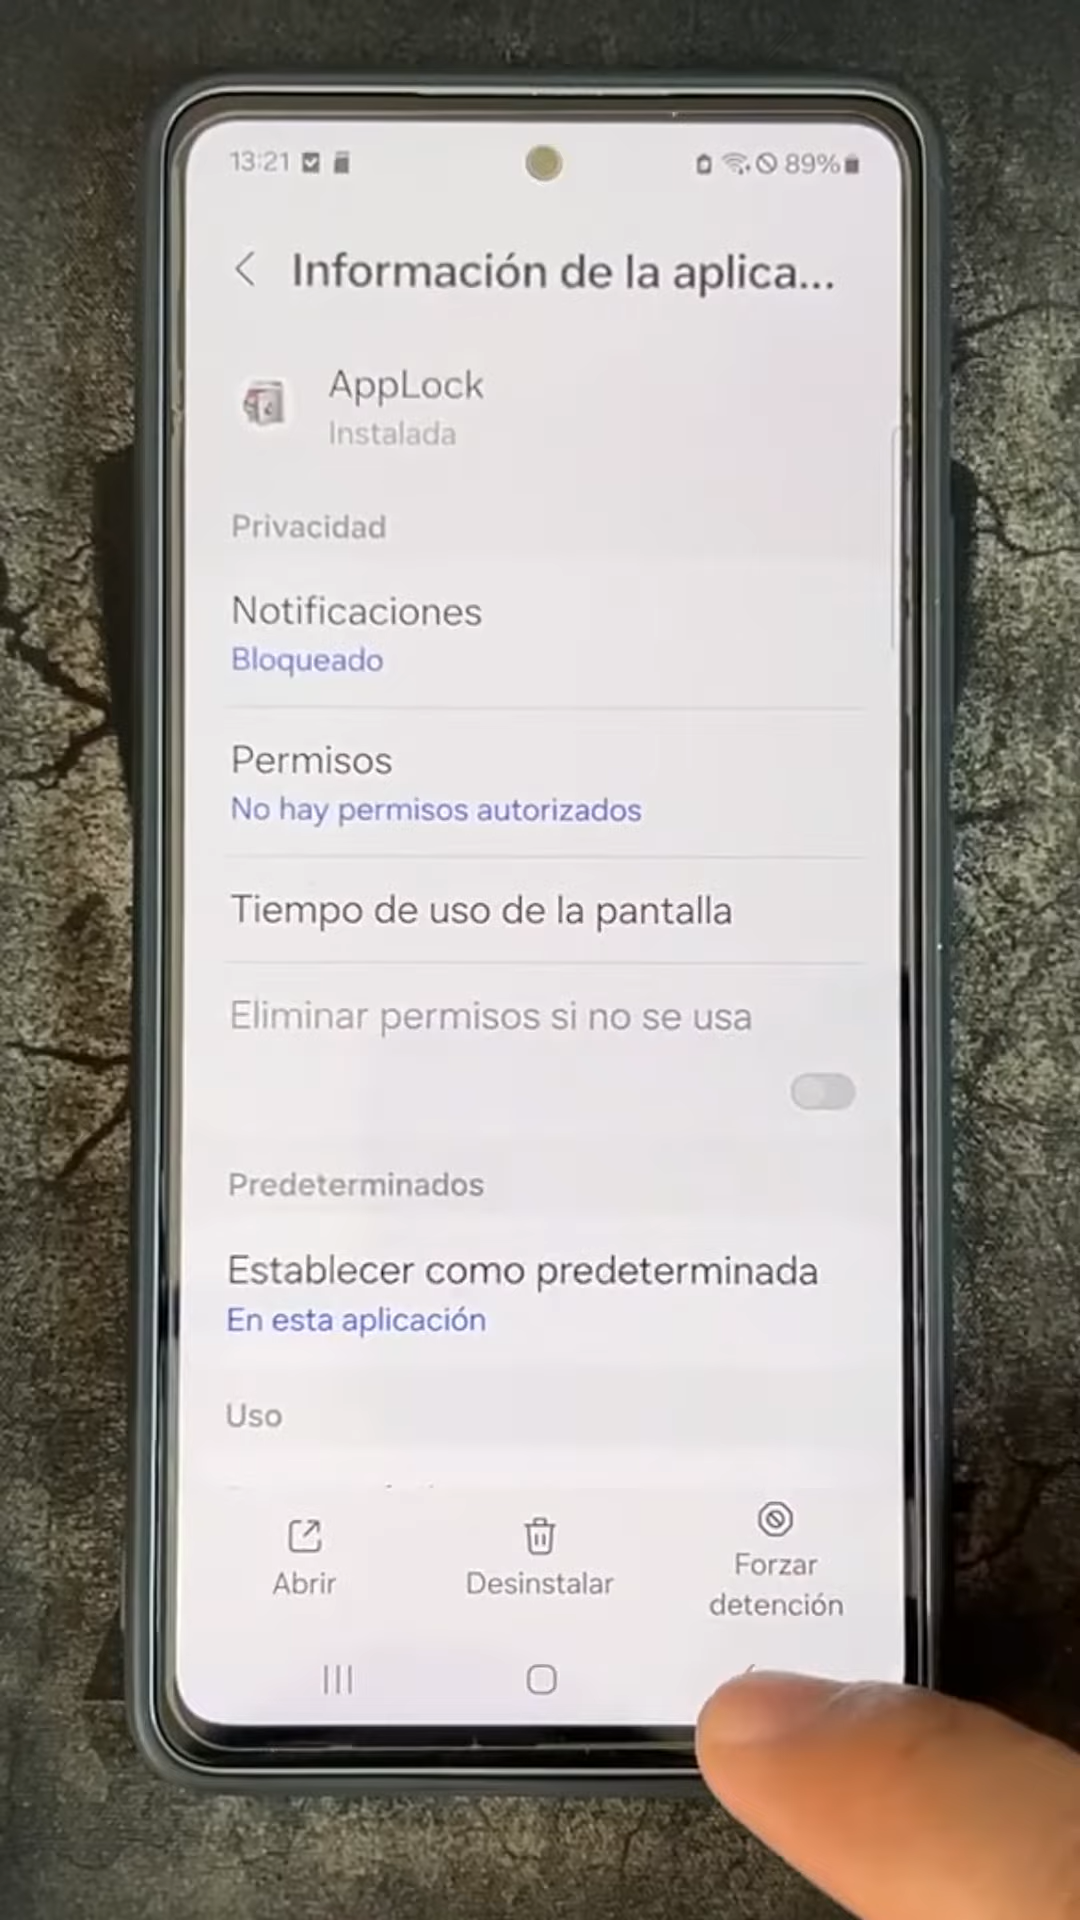 13:21 89%
Información de la aplica...
AppLock
Instalada
Privacidad
Notificaciones
Bloqueado
Permisos
No hay permisos autorizados
Tiempo de uso de la pantalla
Eliminar permisos si no se usa
Predeterminados
Establecer como predeterminada
En esta aplicación
Uso
Abrir
Desinstalar
Forzar
detención